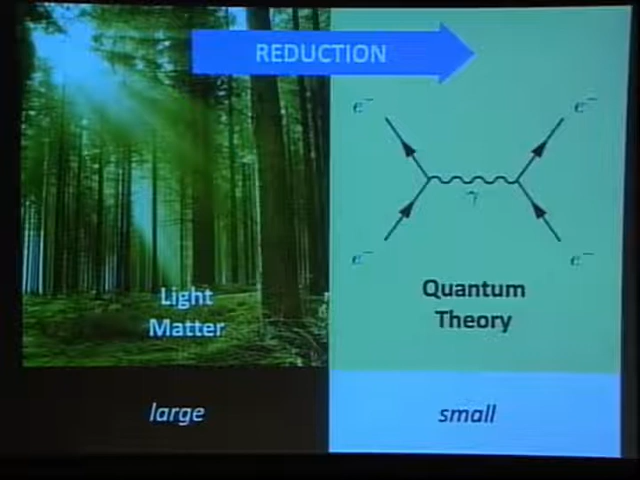 REDUCTION
e⁻
e⁻
γ
e⁻
e⁻
Light
Matter
Quantum
Theory
large
small